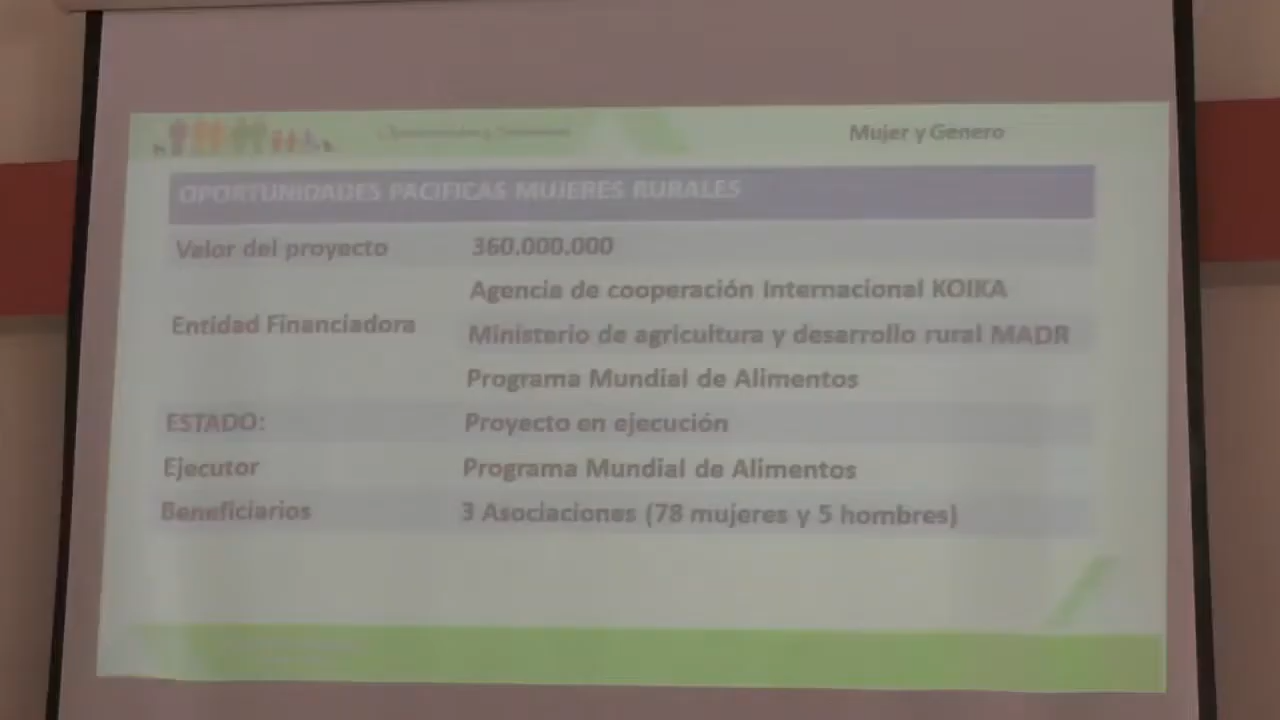 Mujer y Genero
OPORTUNIDADES PACIFICAS MUJERES RURALES
Valor del proyecto 360.000.000
Agencia de cooperación Internacional KOIKA
Entidad Financiadora
Ministerio de agricultura y desarrollo rural MADR
Programa Mundial de Alimentos
ESTADO: Proyecto en ejecución
Ejecutor Programa Mundial de Alimentos
Beneficiarios 3 Asociaciones (78 mujeres y 5 hombres)